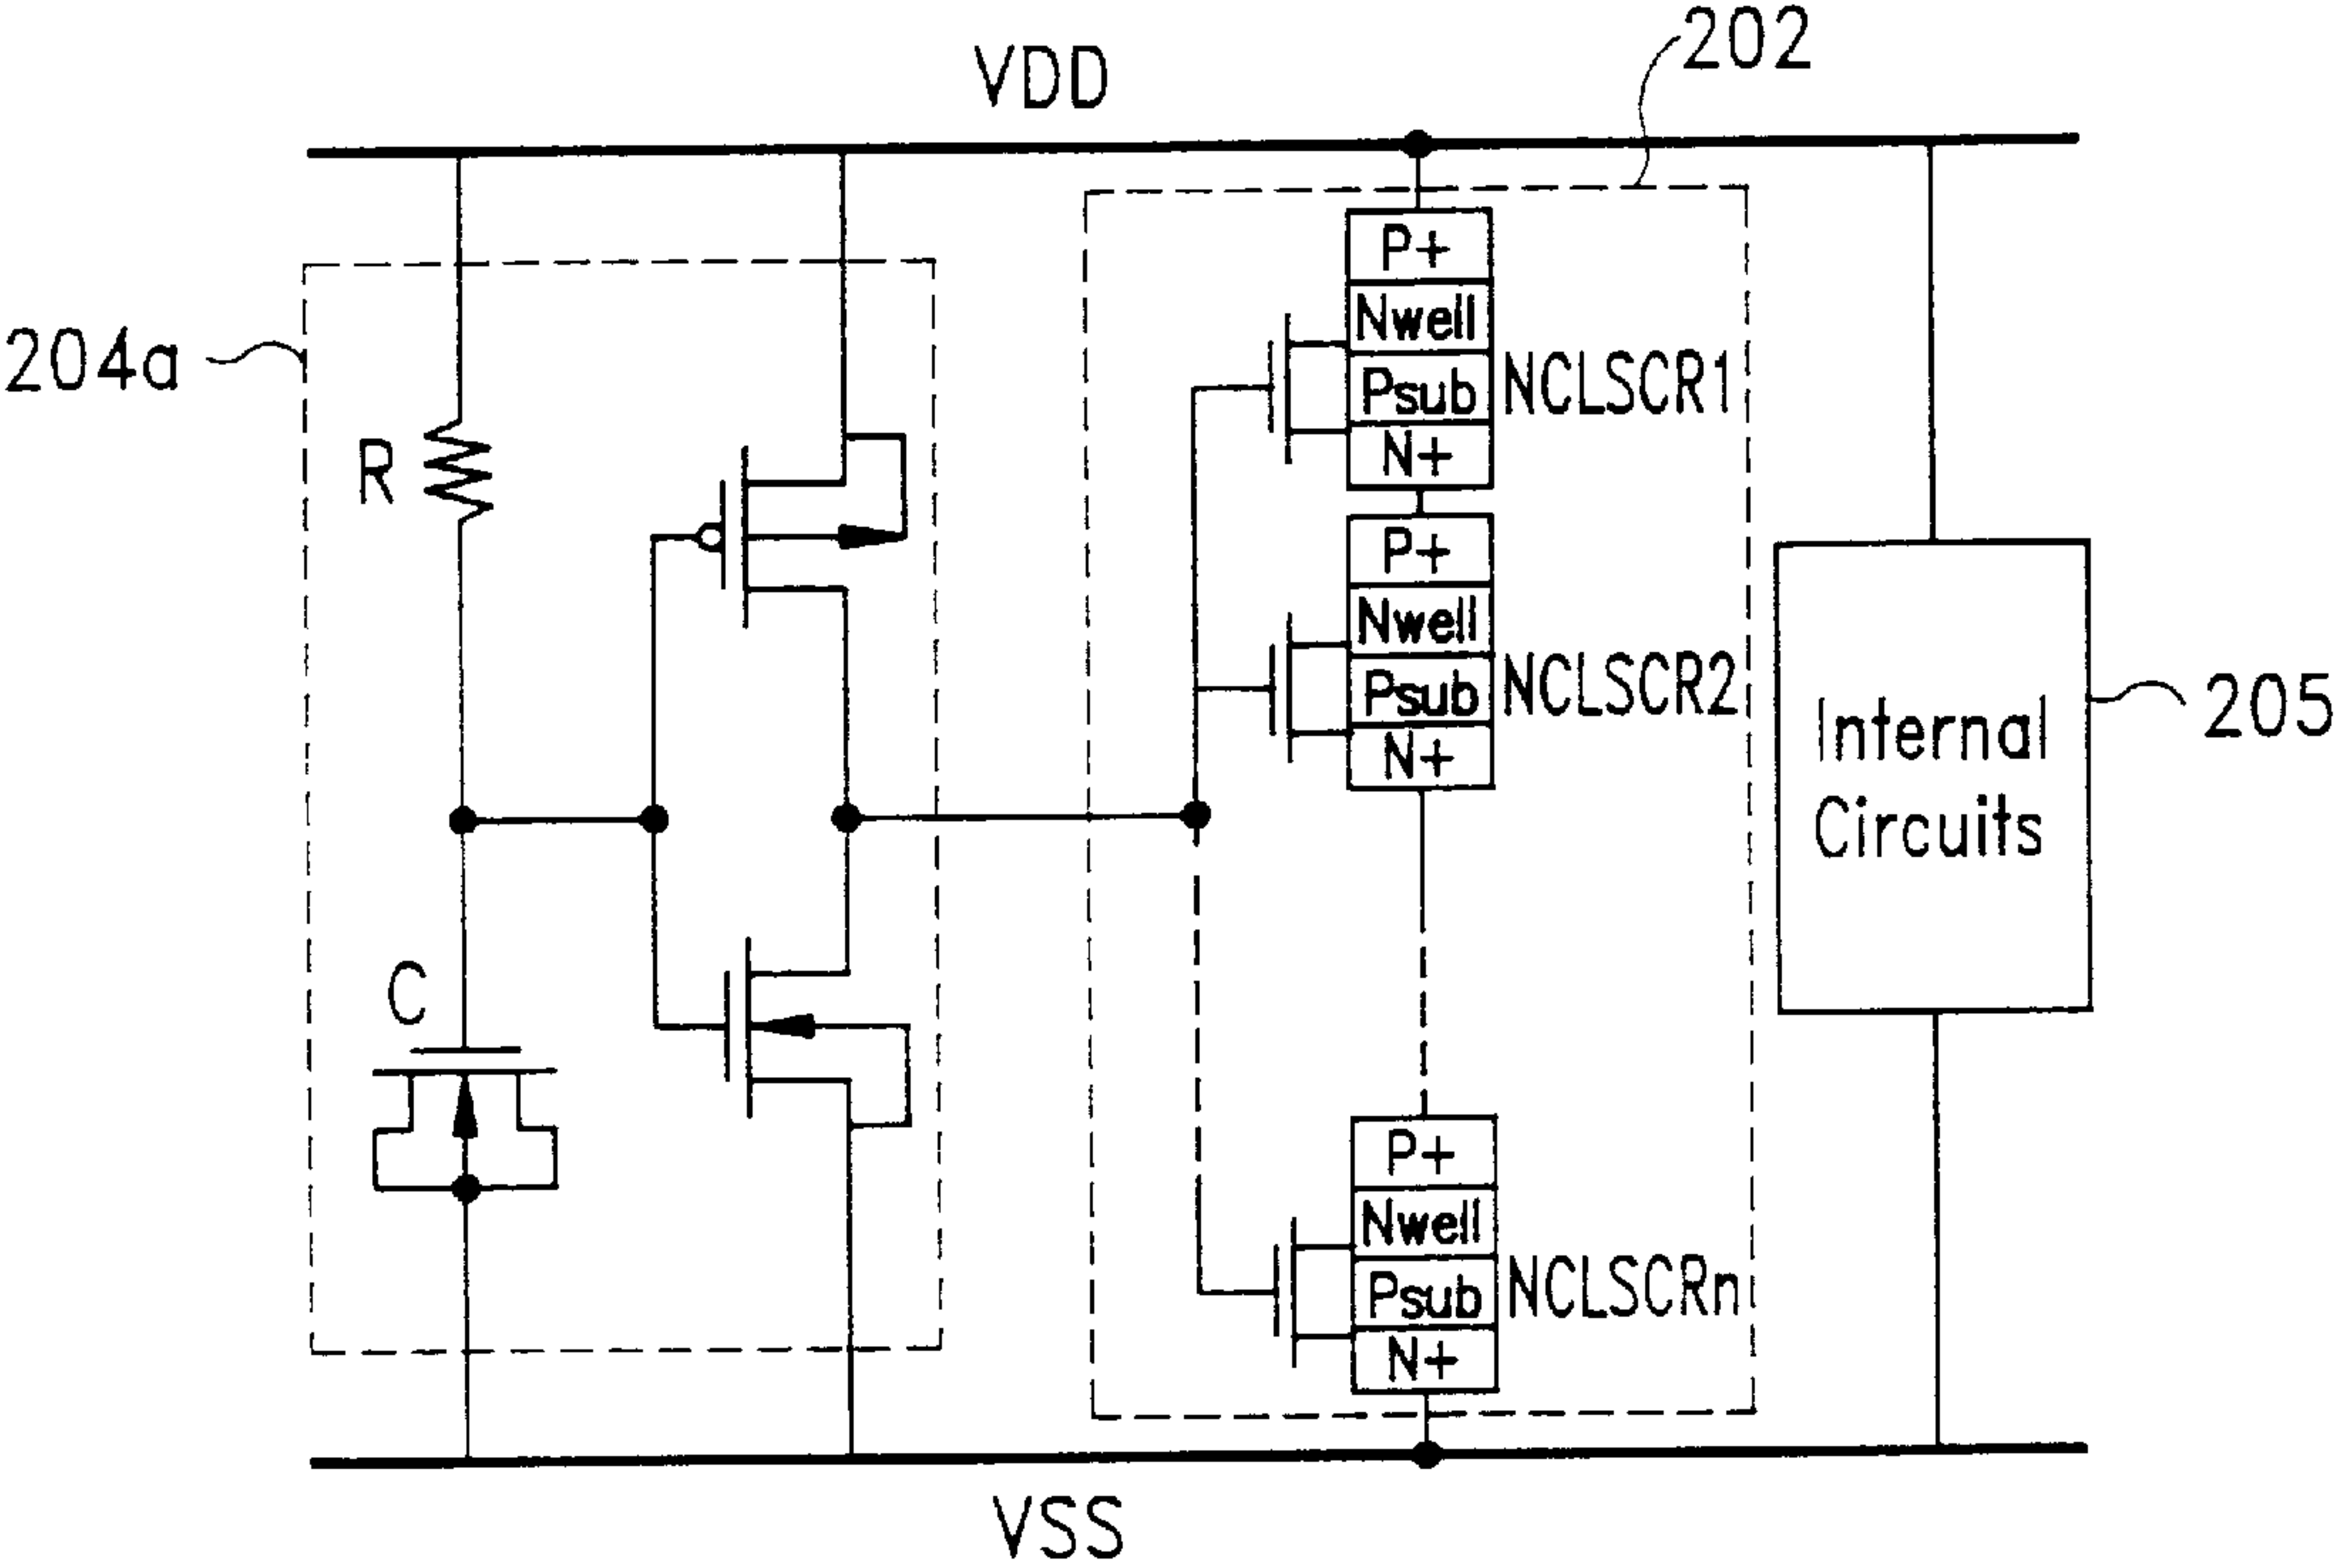 202
VDD
204a
P+
Nwell
Psub
N+
NCLSCR1
R
P+
Nwell
Psub
N+
NCLSCR2
205
Internal
Circuits
C
P+
Nwell
Psub
N+
NCLSCRn
VSS